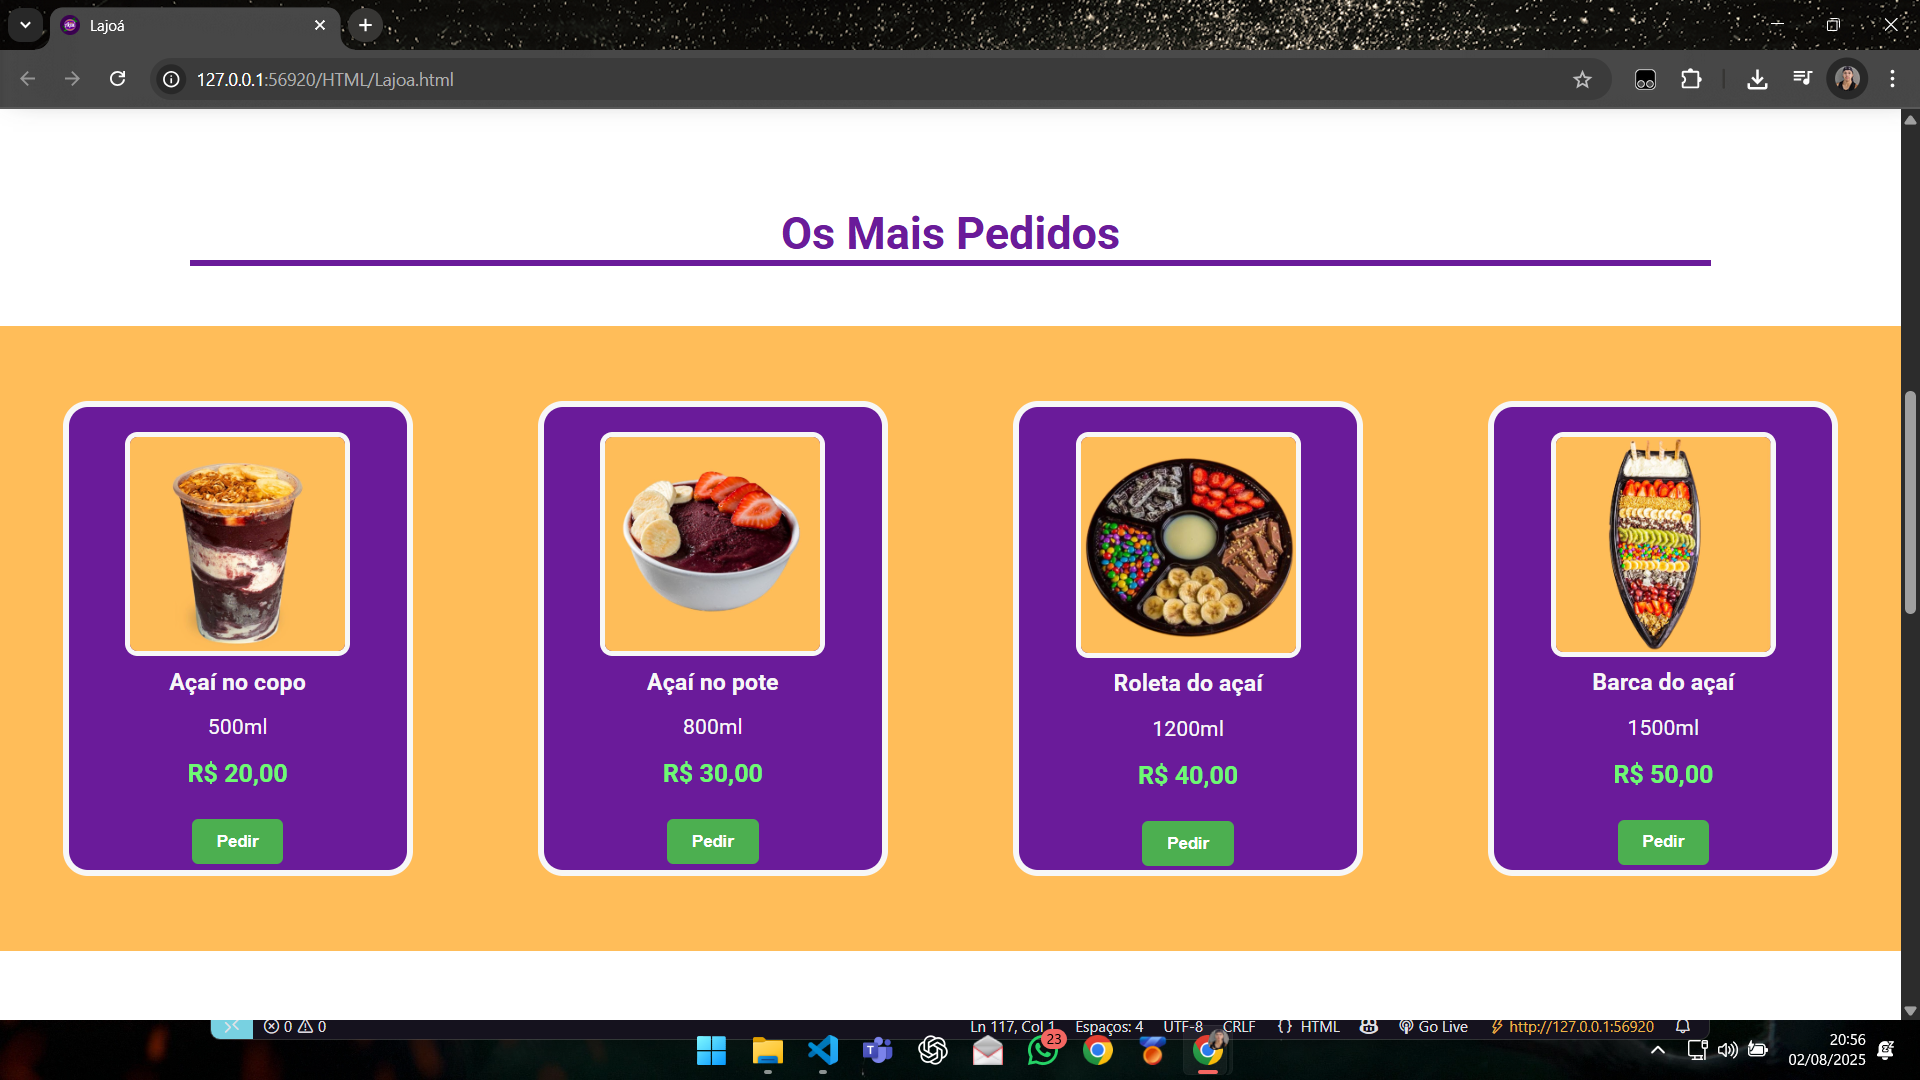 Lajoá
127.0.0.1:56920/HTML/Lajoa.html
Os Mais Pedidos
Açaí no copo
500ml
R$ 20,00
Pedir
Açaí no pote
800ml
R$ 30,00
Pedir
Roleta do açaí
1200ml
R$ 40,00
Pedir
Barca do açaí
1500ml
R$ 50,00
Pedir
0 0 Ln 117, Col 1 Espaços: 4 UTF-8 CRLF {} HTML Go Live http://127.0.0.1:56920
23
20:56
02/08/2025